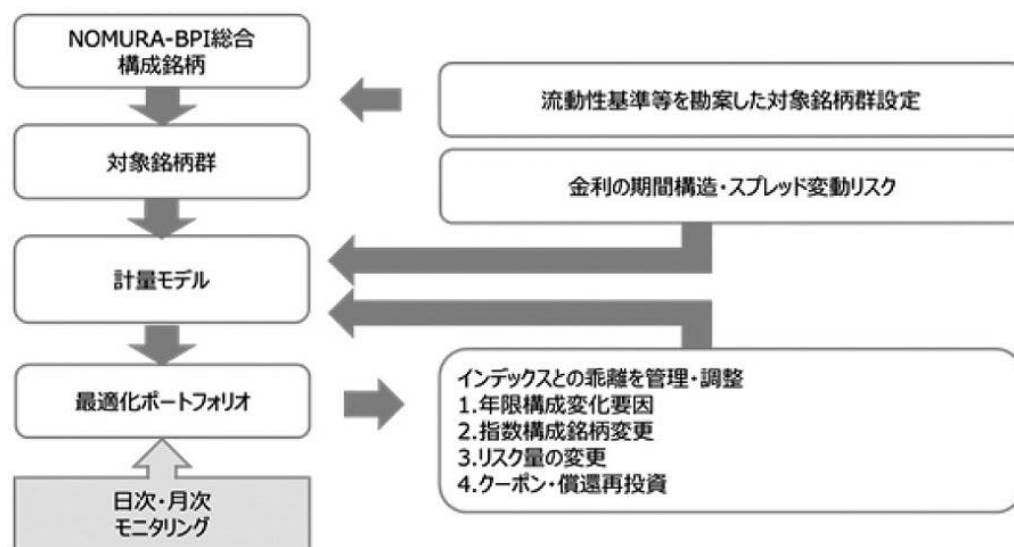 NOMURA-BPI総合
構成銘柄
流動性基準等を勘案した対象銘柄群設定
対象銘柄群
金利の期間構造・スプレッド変動リスク
計量モデル
最適化ポートフォリオ
インデックスとの乖離を管理・調整
1.年限構成変化要因
2.指数構成銘柄変更
3.リスク量の変更
4.クーポン・償還再投資
日次・月次
モニタリング